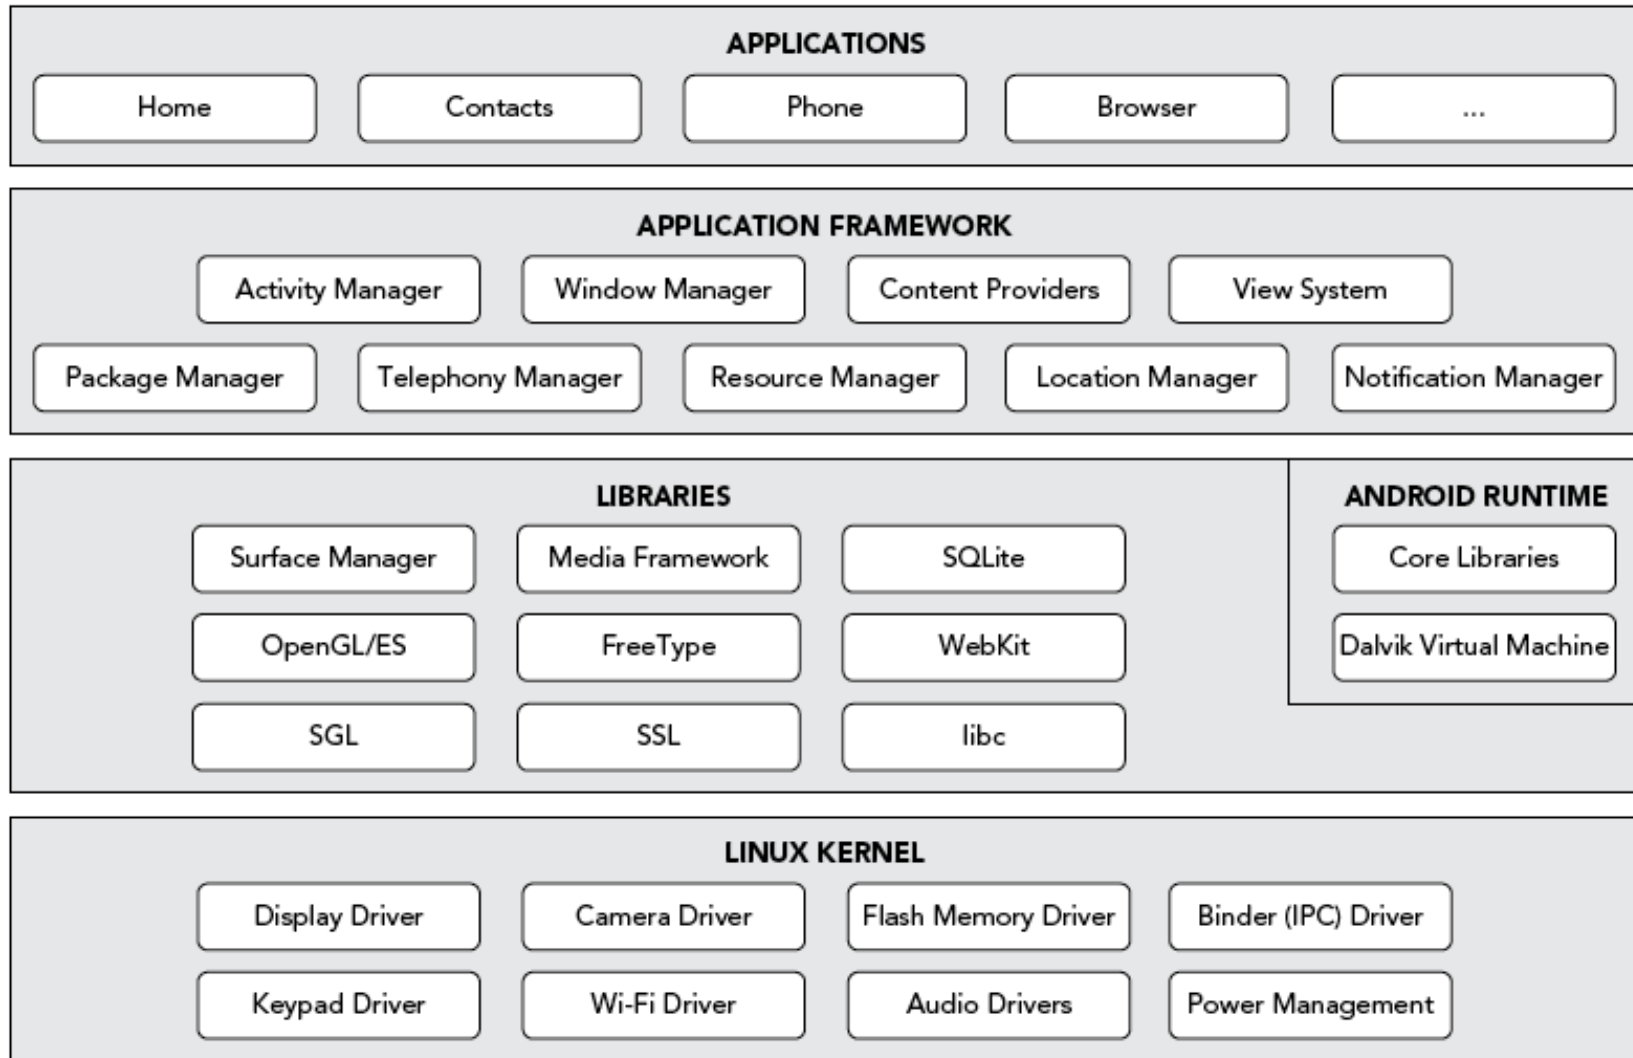 APPLICATIONS
Home Contacts Phone Browser ...
APPLICATION FRAMEWORK
Activity Manager Window Manager Content Providers View System
Package Manager Telephony Manager Resource Manager Location Manager Notification Manager
LIBRARIES
Surface Manager Media Framework SQLite
OpenGL/ES FreeType WebKit
SGL SSL libc
ANDROID RUNTIME
Core Libraries
Dalvik Virtual Machine
LINUX KERNEL
Display Driver Camera Driver Flash Memory Driver Binder (IPC) Driver
Keypad Driver Wi-Fi Driver Audio Drivers Power Management